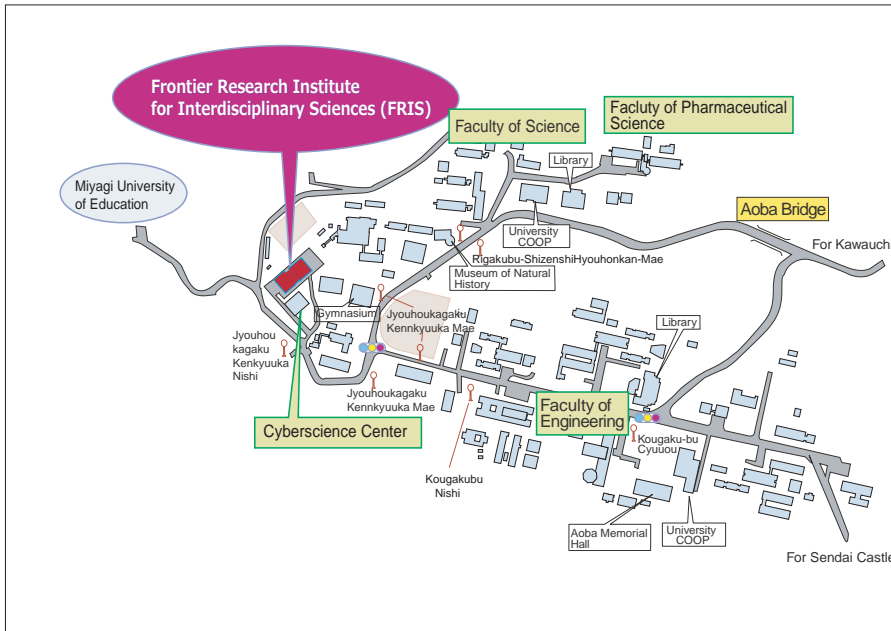 Frontier Research Institute
for Interdisciplinary Sciences (FRIS)
Faculty of Science
Facluty of Pharmaceutical
Science
Library
Miyagi University
of Education
Aoba Bridge
University
COOP
For Kawauch
Rigakubu-ShizenshiHyouhonkan-Mae
Museum of Natural
History
Gymnasium
Jyouhoukagaku
Kennkyuuka Mae
Library
Jyouhou
kagaku
Kenkyuuka
Nishi
Jyouhoukagaku
Kennkyuuka Mae
Faculty of
Engineering
Cyberscience Center
Kougaku-bu
Cyuuou
Kougakubu
Nishi
Aoba Memorial
Hall
University
COOP
For Sendai Castle